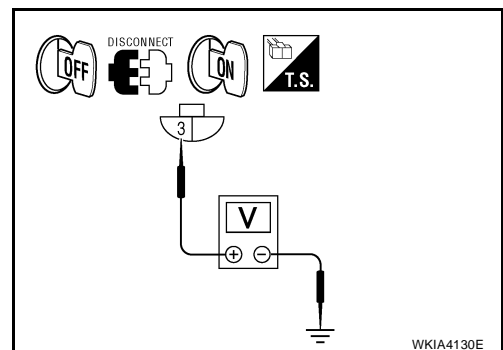 DISCONNECT
OFF
ON
T.S.
3
V
+ −
WKIA4130E